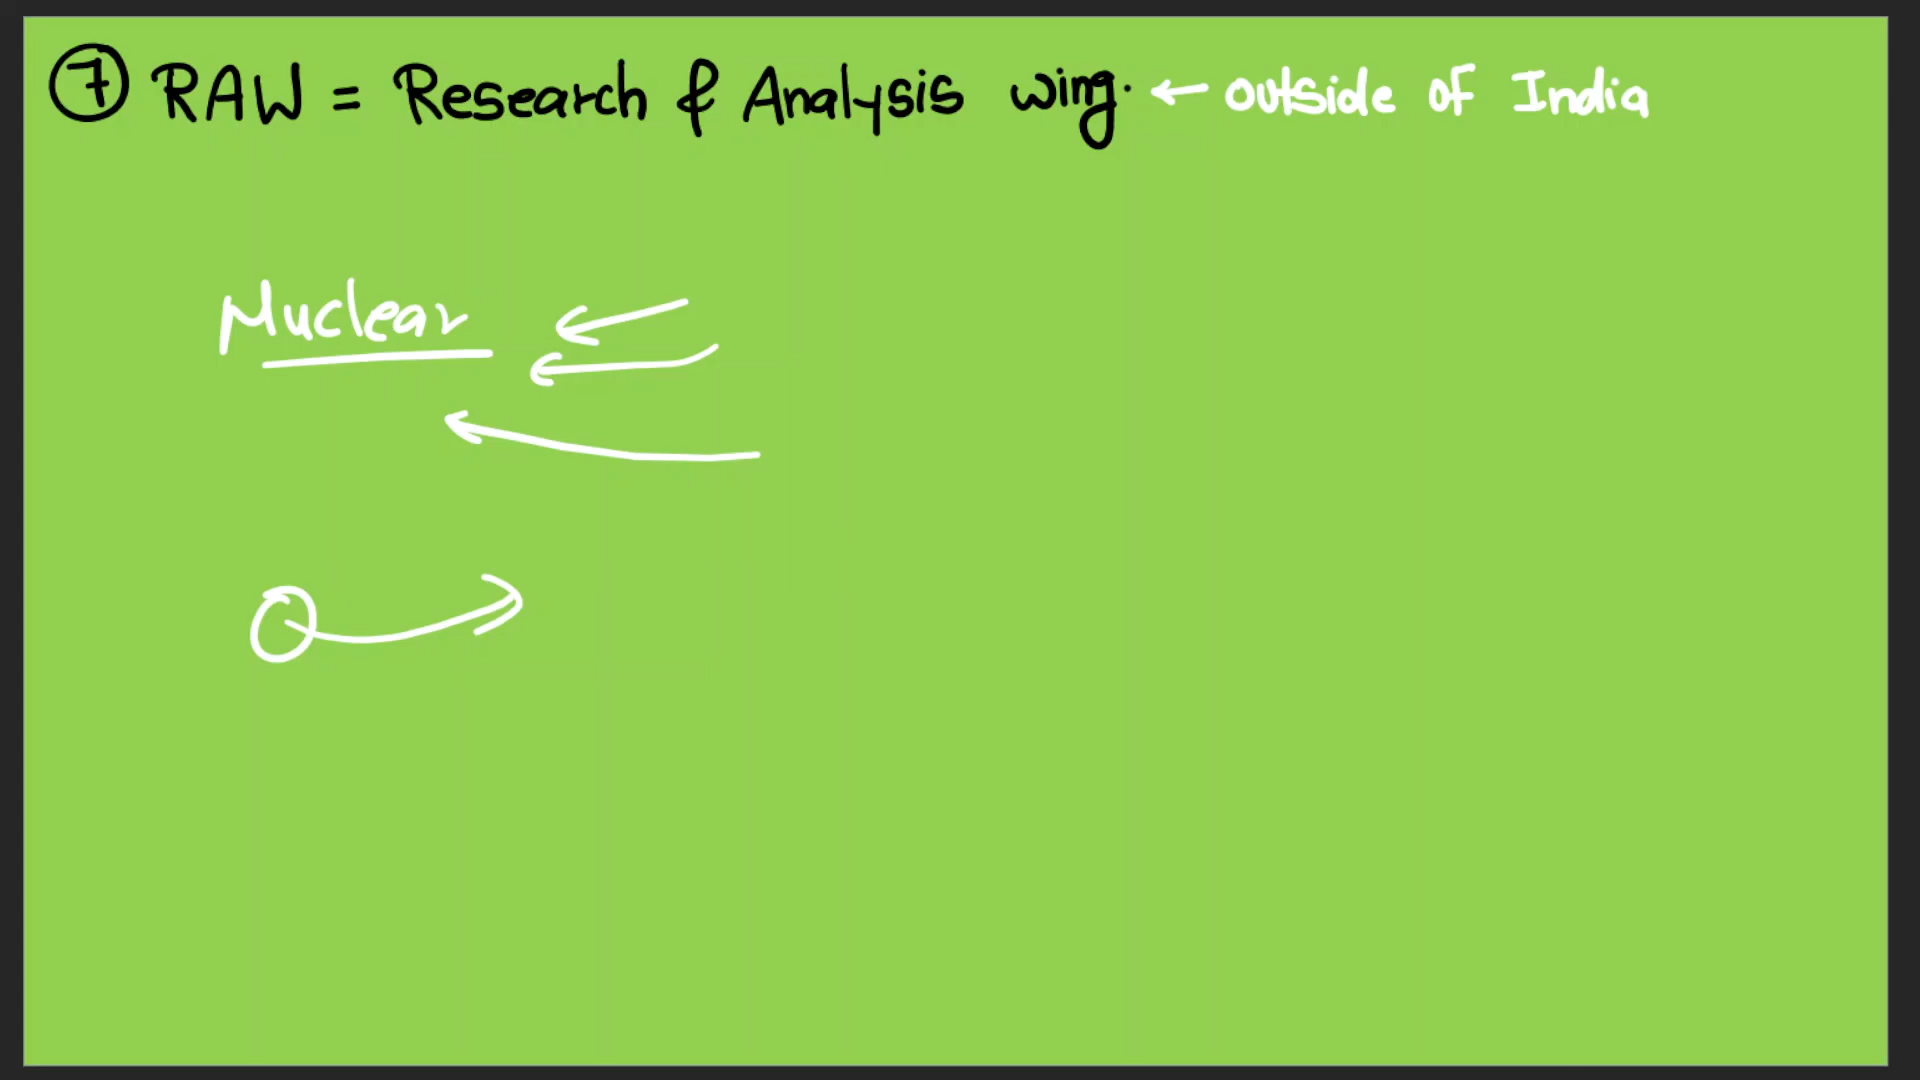 7 RAW = Research & Analysis wing. ← outside of India
Nuclear